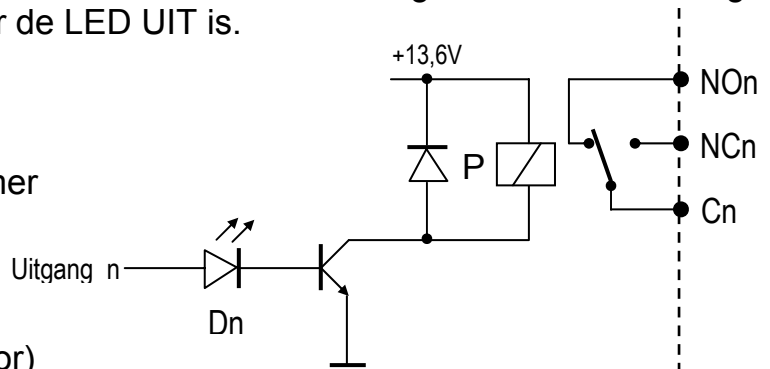 r de LED UIT is.
+13,6V
NOn
P
NCn
ner
Cn
Uitgang n
Dn
or)